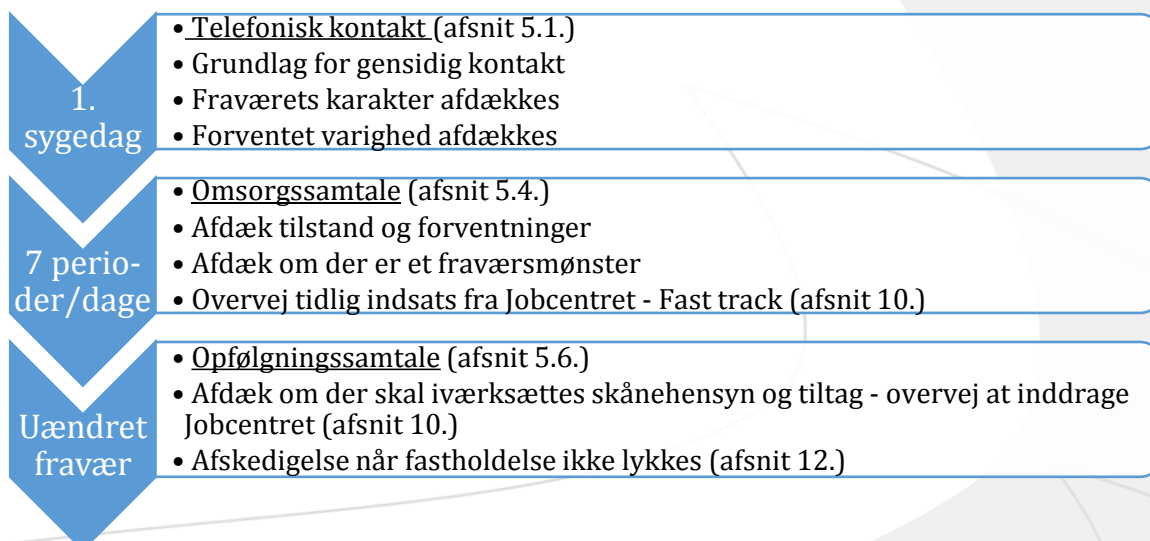 1.
sygedag
• Telefonisk kontakt (afsnit 5.1.)
• Grundlag for gensidig kontakt
• Fraværets karakter afdækkes
• Forventet varighed afdækkes
7 perio-
der/dage
• Omsorgssamtale (afsnit 5.4.)
• Afdæk tilstand og forventninger
• Afdæk om der er et fraværsmønster
• Overvej tidlig indsats fra Jobcentret - Fast track (afsnit 10.)
Uændret
fravær
• Opfølgningssamtale (afsnit 5.6.)
• Afdæk om der skal iværksættes skånehensyn og tiltag - overvej at inddrage
Jobcentret (afsnit 10.)
• Afskedigelse når fastholdelse ikke lykkes (afsnit 12.)